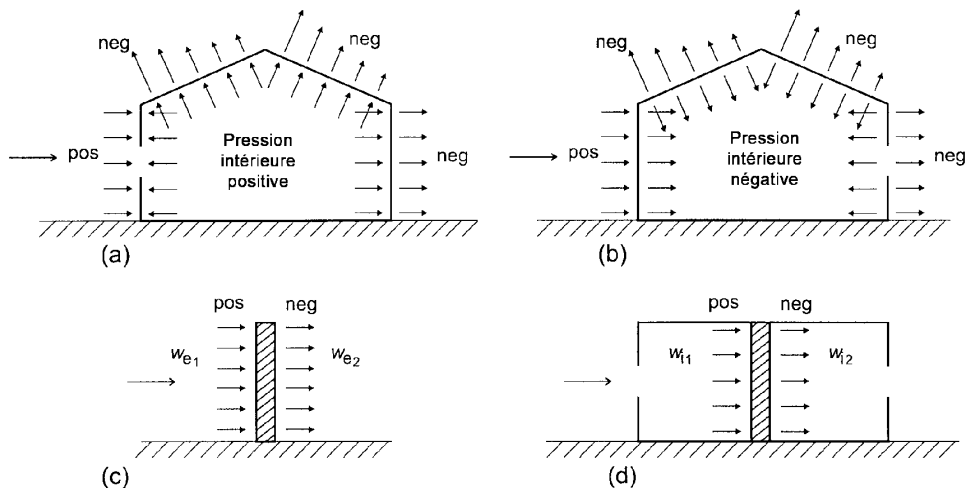 neg
neg
pos
Pression
intérieure
positive
neg
(a)
neg
neg
pos
Pression
intérieure
négative
neg
(b)
pos
neg
we1
we2
(c)
pos
neg
wi1
wi2
(d)